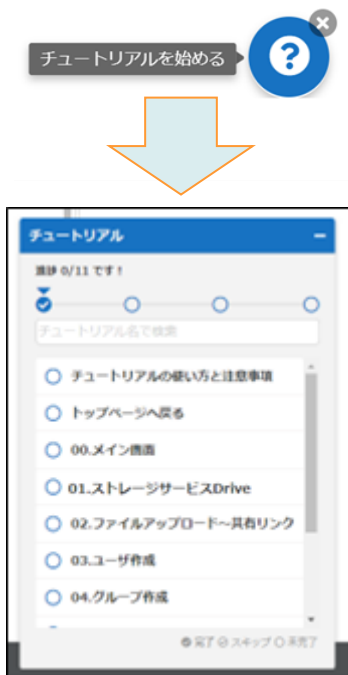 チュートリアルを始める
チュートリアル
進捗 0/11 です！
チュートリアル名で検索
チュートリアルの使い方と注意事項
トップページへ戻る
00.メイン画面
01.ストレージサービスDrive
02.ファイルアップロード～共有リンク
03.ユーザ作成
04.グループ作成
完了 スキップ 未完了